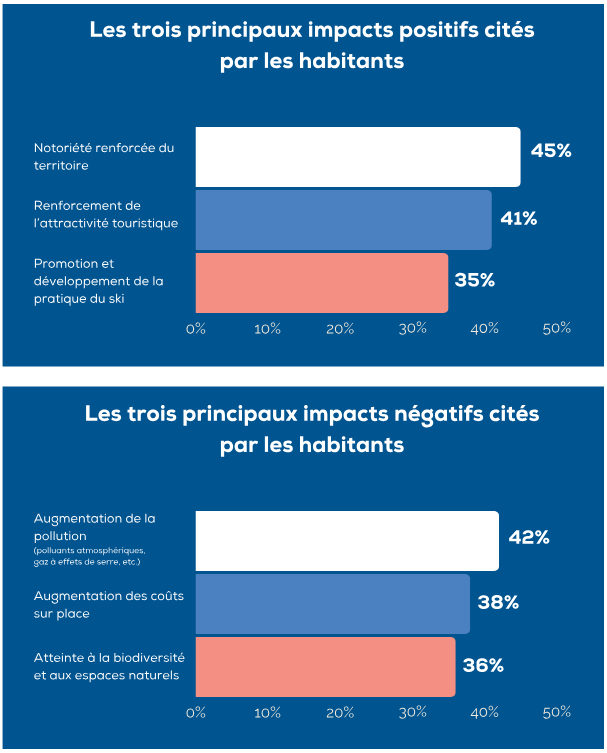 Les trois principaux impacts positifs cités
par les habitants
Notoriété renforcée du
territoire
45%
Renforcement de
l'attractivité touristique
41%
Promotion et
développement de la
pratique du ski
35%
0% 10% 20% 30% 40% 50%
Les trois principaux impacts négatifs cités
par les habitants
Augmentation de la
pollution
(polluants atmosphériques,
gaz à effets de serre, etc.)
42%
Augmentation des coûts
sur place
38%
Atteinte à la biodiversité
et aux espaces naturels
36%
0% 10% 20% 30% 40% 50%